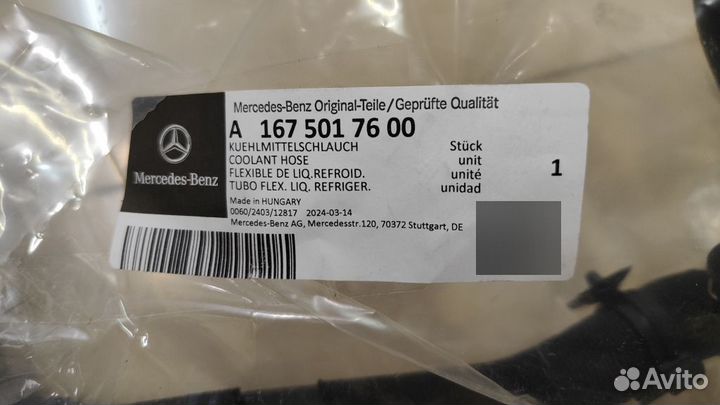 Mercedes-Benz Original-Teile/Geprüfte Qualität
A 167 501 76 00
KUEHLMITTELSCHLAUCH Stück
COOLANT HOSE unit 1
FLEXIBLE DE LIQ.REFROID. unité
TUBO FLEX. LIQ. REFRIGER. unidad
Mercedes-Benz
Made in HUNGARY
0060/2403/12817 2024-03-14
Mercedes-Benz AG, Mercedesstr.120, 70372 Stuttgart, DE
Avito